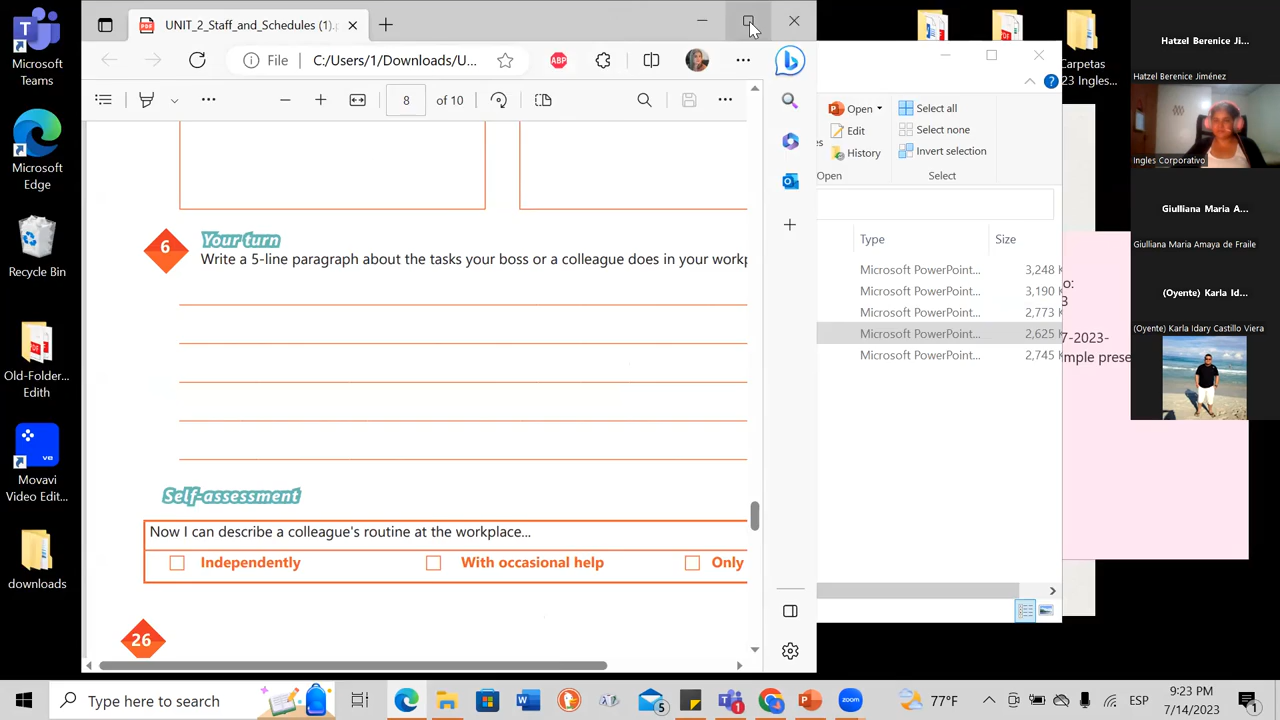 Microsoft
Teams
Microsoft
Edge
Recycle Bin
Old-Folder...
Edith
Movavi
Video Edit...
downloads
UNIT_2_Staff_and_Schedules (1).p
File
C:/Users/1/Downloads/U...
ABP
8
of 10
6
Your turn
Write a 5-line paragraph about the tasks your boss or a colleague does in your workp
Self-assessment
Now I can describe a colleague's routine at the workplace...
Independently
With occasional help
Only
26
Open
Edit
History
Open
Select all
Select none
Invert selection
Select
Type
Size
Microsoft PowerPoint...
3,248 K
Microsoft PowerPoint...
3,190 K
Microsoft PowerPoint...
2,773 K
Microsoft PowerPoint...
2,625 K
Microsoft PowerPoint...
2,745 K
Carpetas
23 Ingles...
o:
3
7-2023-
mple prese
Hatzel Berenice Ji...
Hatzel Berenice Jiménez
Ingles Corporativo
Giulliana Maria A...
Giulliana Maria Amaya de Fraile
(Oyente) Karla Id...
(Oyente) Karla Idary Castillo Viera
Type here to search
5
1
zoom
77°F
ESP
9:23 PM
7/14/2023
1